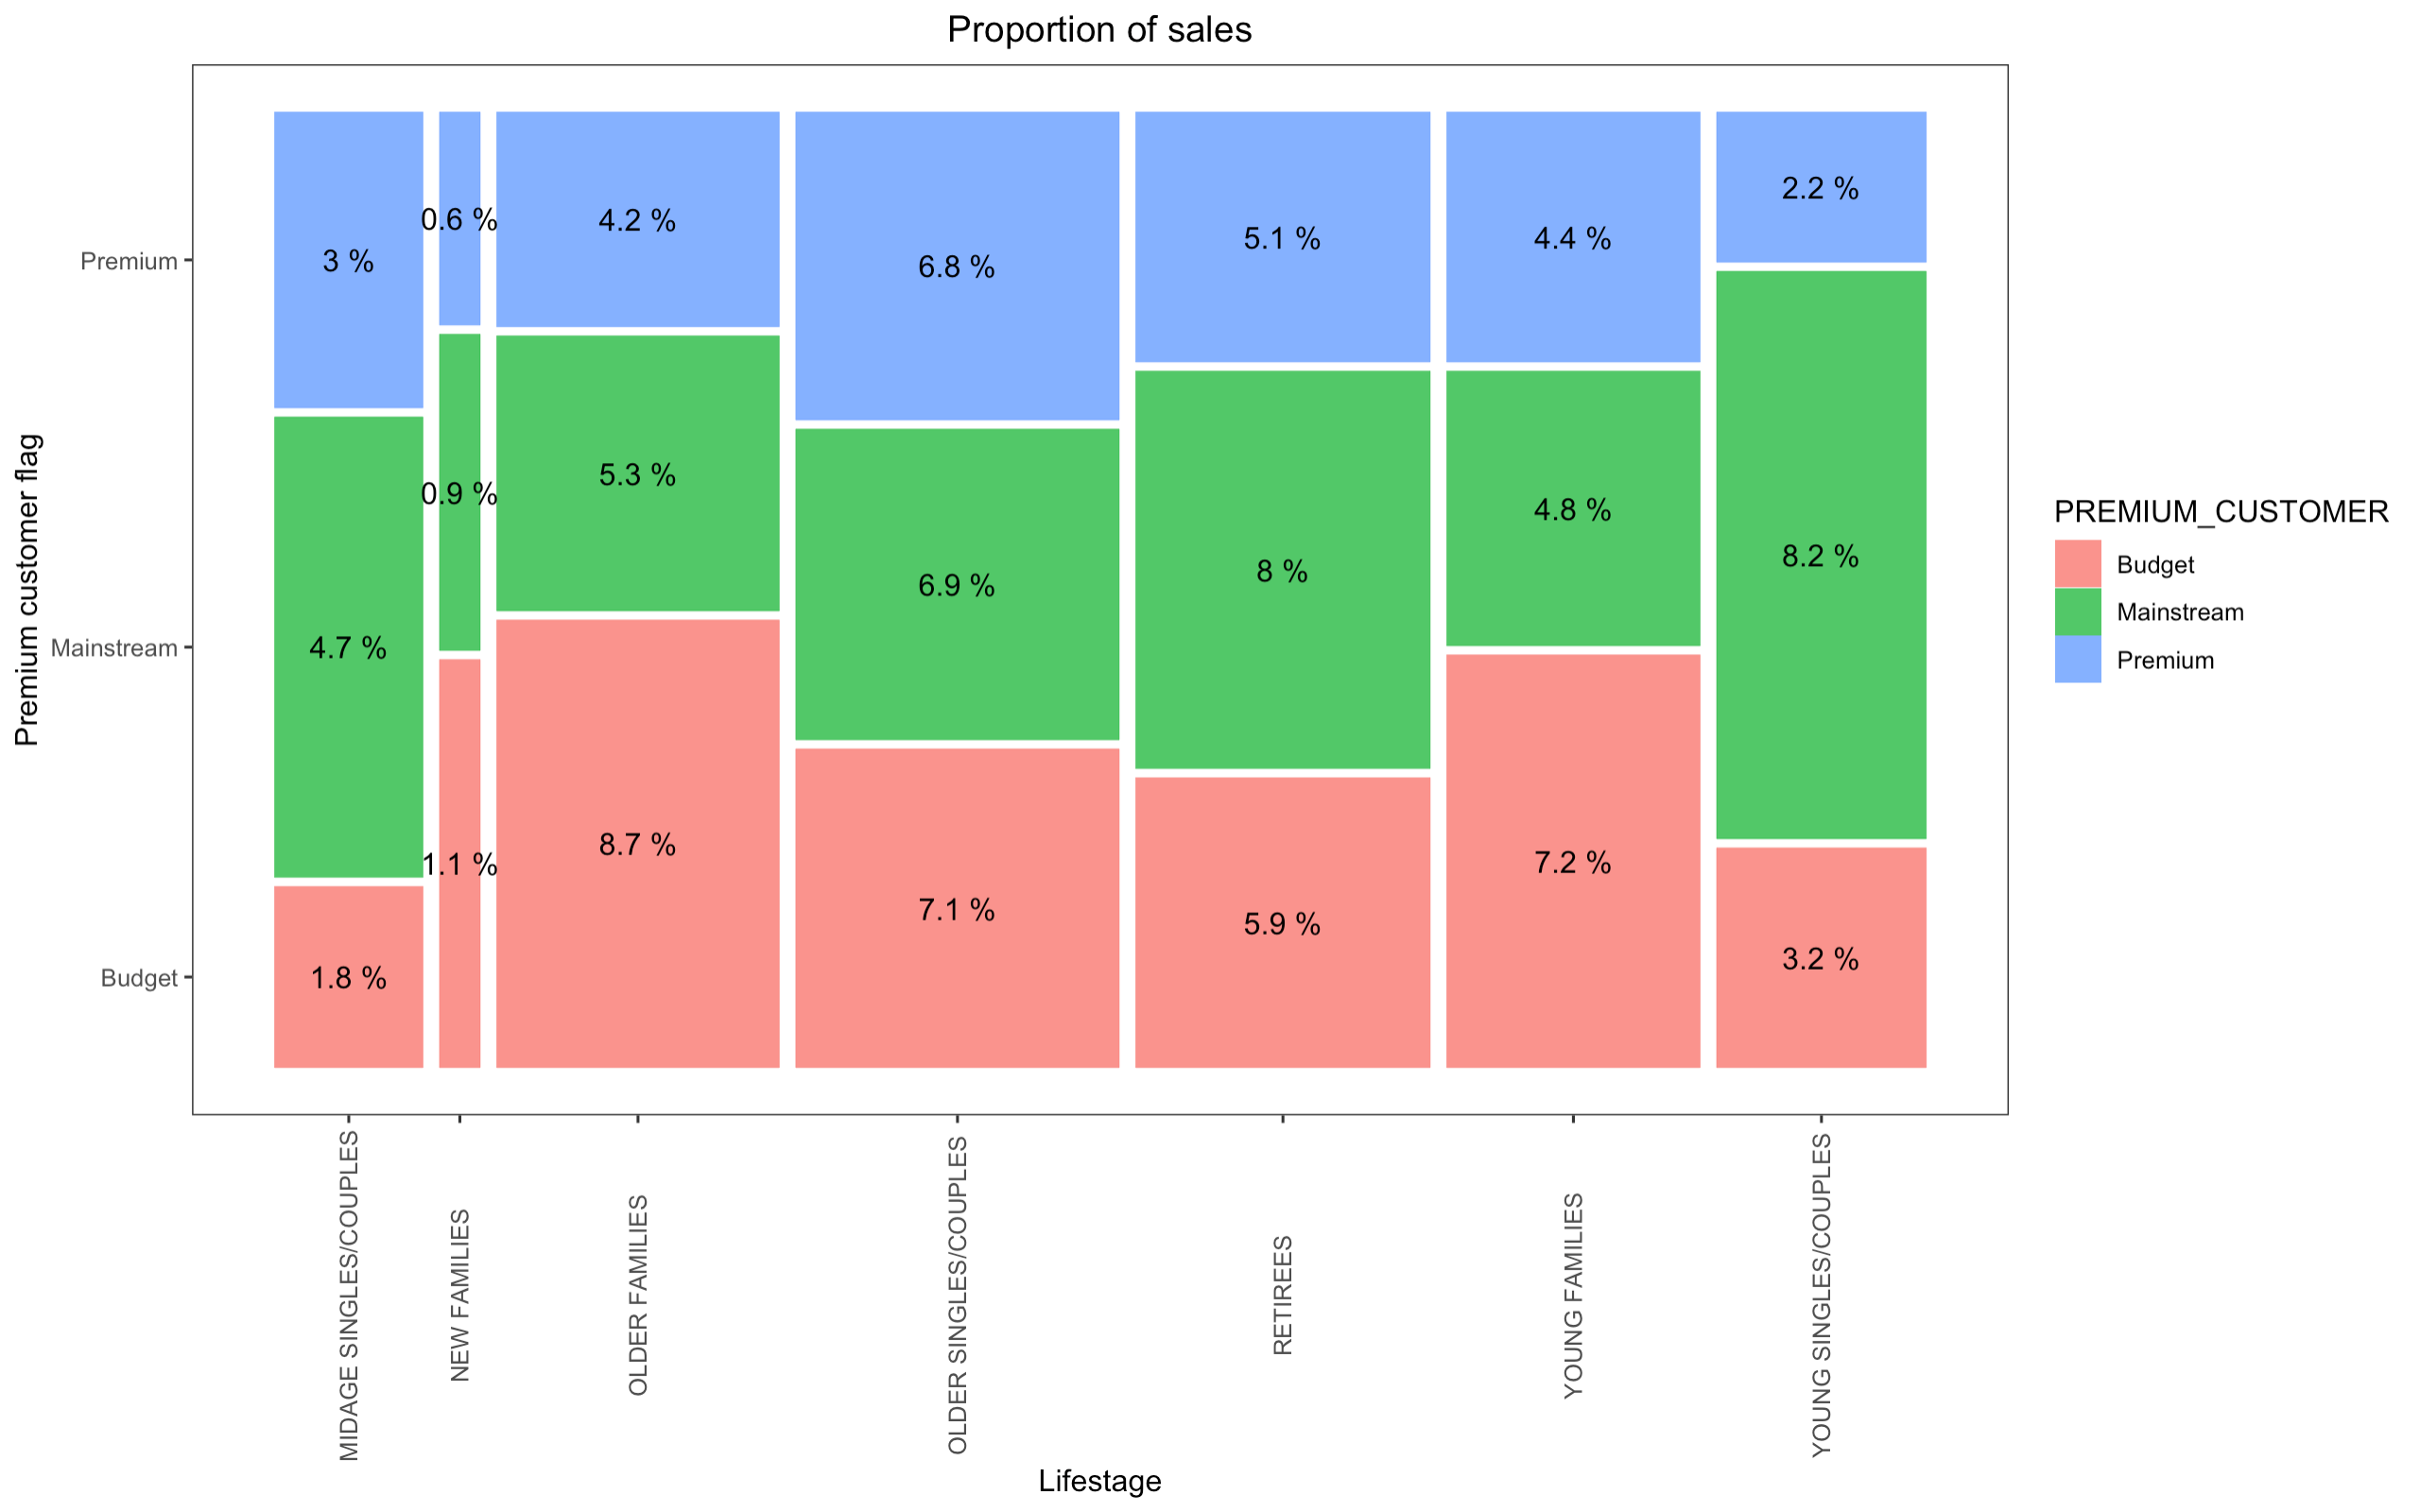 Proportion of sales
Premium customer flag
Premium
Mainstream
Budget
3 %
0.6 %
4.2 %
6.8 %
5.1 %
4.4 %
2.2 %
4.7 %
0.9 %
5.3 %
6.9 %
8 %
4.8 %
8.2 %
1.8 %
1.1 %
8.7 %
7.1 %
5.9 %
7.2 %
3.2 %
MIDAGE SINGLES/COUPLES
NEW FAMILIES
OLDER FAMILIES
OLDER SINGLES/COUPLES
RETIREES
YOUNG FAMILIES
YOUNG SINGLES/COUPLES
Lifestage
PREMIUM_CUSTOMER
Budget
Mainstream
Premium